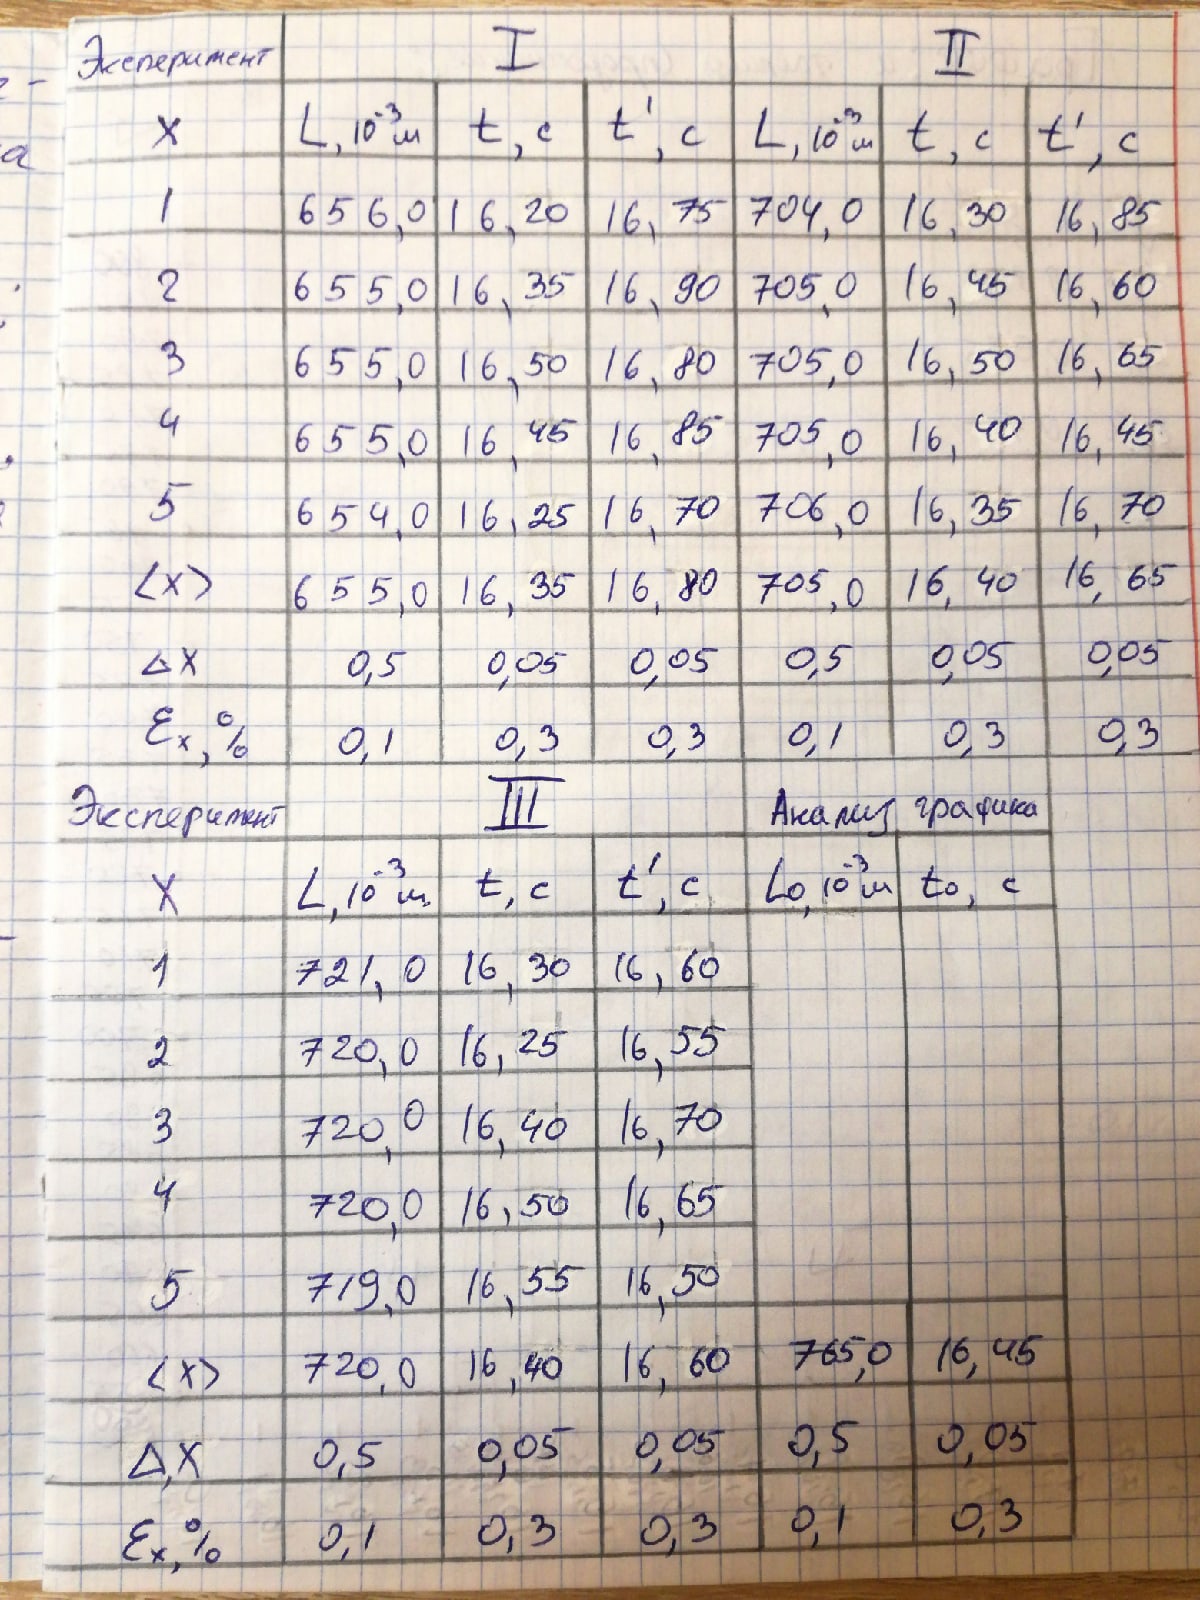 Эксперимент I II
X L, 10⁻³ м t, с t', с L, 10⁻³ м t, с t', с
1 656,0 16,20 16,75 704,0 16,30 16,85
2 655,0 16,35 16,90 705,0 16,45 16,60
3 655,0 16,50 16,80 705,0 16,50 16,65
4 655,0 16,45 16,85 705,0 16,40 16,45
5 654,0 16,25 16,70 706,0 16,35 16,70
⟨X⟩ 655,0 16,35 16,80 705,0 16,40 16,65
ΔX 0,5 0,05 0,05 0,5 0,05 0,05
Ɛx, % 0,1 0,3 0,3 0,1 0,3 0,3
Эксперимент III Анализ графика
X L, 10⁻³ м. t, с t', с L0, 10⁻³ м t0, с
1 721,0 16,30 16,60
2 720,0 16,25 16,55
3 720,0 16,40 16,70
4 720,0 16,50 16,65
5 719,0 16,55 16,50
⟨X⟩ 720,0 16,40 16,60 765,0 16,45
ΔX 0,5 0,05 0,05 0,5 0,05
Ɛx, % 0,1 0,3 0,3 0,1 0,3